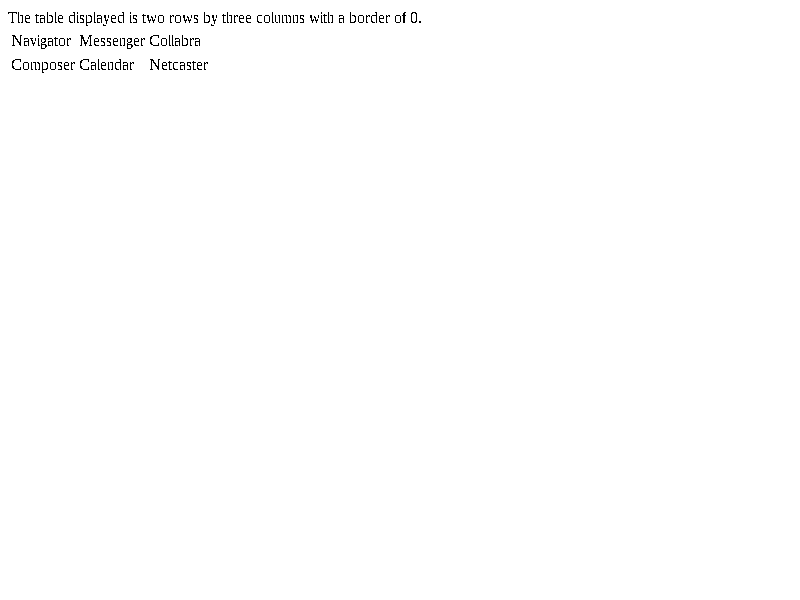 The table displayed is two rows by three columns with a border of 0.
Navigator Messenger Collabra
Composer Calendar Netcaster